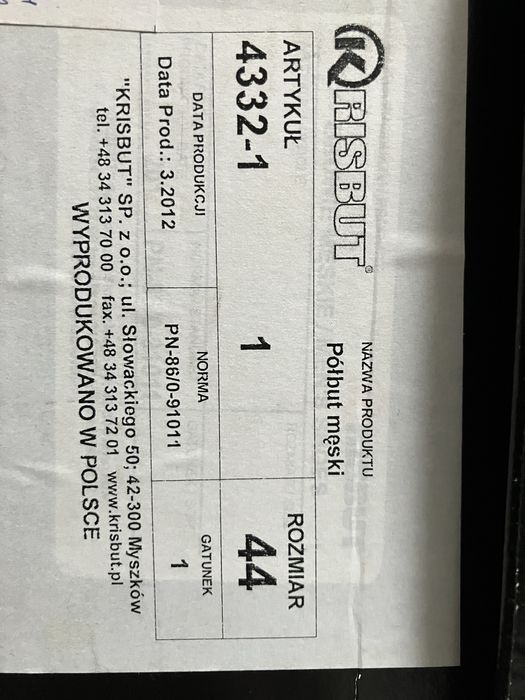 KRISBUT®
NAZWA PRODUKTU
Półbut męski
ARTYKUŁ
ROZMIAR
4332-1 1 44
DATA PRODUKCJI NORMA GATUNEK
Data Prod.: 3.2012 PN-86/0-91011 1
"KRISBUT" SP. z o.o.; ul. Słowackiego 50; 42-300 Myszków
tel. +48 34 313 70 00 fax. +48 34 313 72 01 www.krisbut.pl
WYPRODUKOWANO W POLSCE